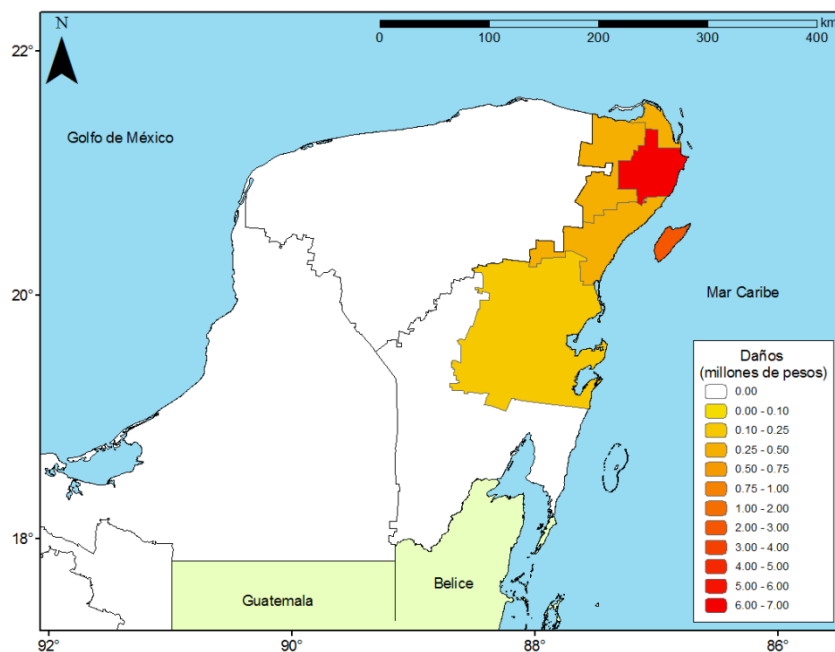 N
km
0 100 200 300 400
22°
Golfo de México
20°
Mar Caribe
Daños
(millones de pesos)
0.00
0.00 - 0.10
0.10 - 0.25
0.25 - 0.50
0.50 - 0.75
0.75 - 1.00
1.00 - 2.00
2.00 - 3.00
3.00 - 4.00
4.00 - 5.00
5.00 - 6.00
6.00 - 7.00
18°
Belice
Guatemala
92° 90° 88° 86°